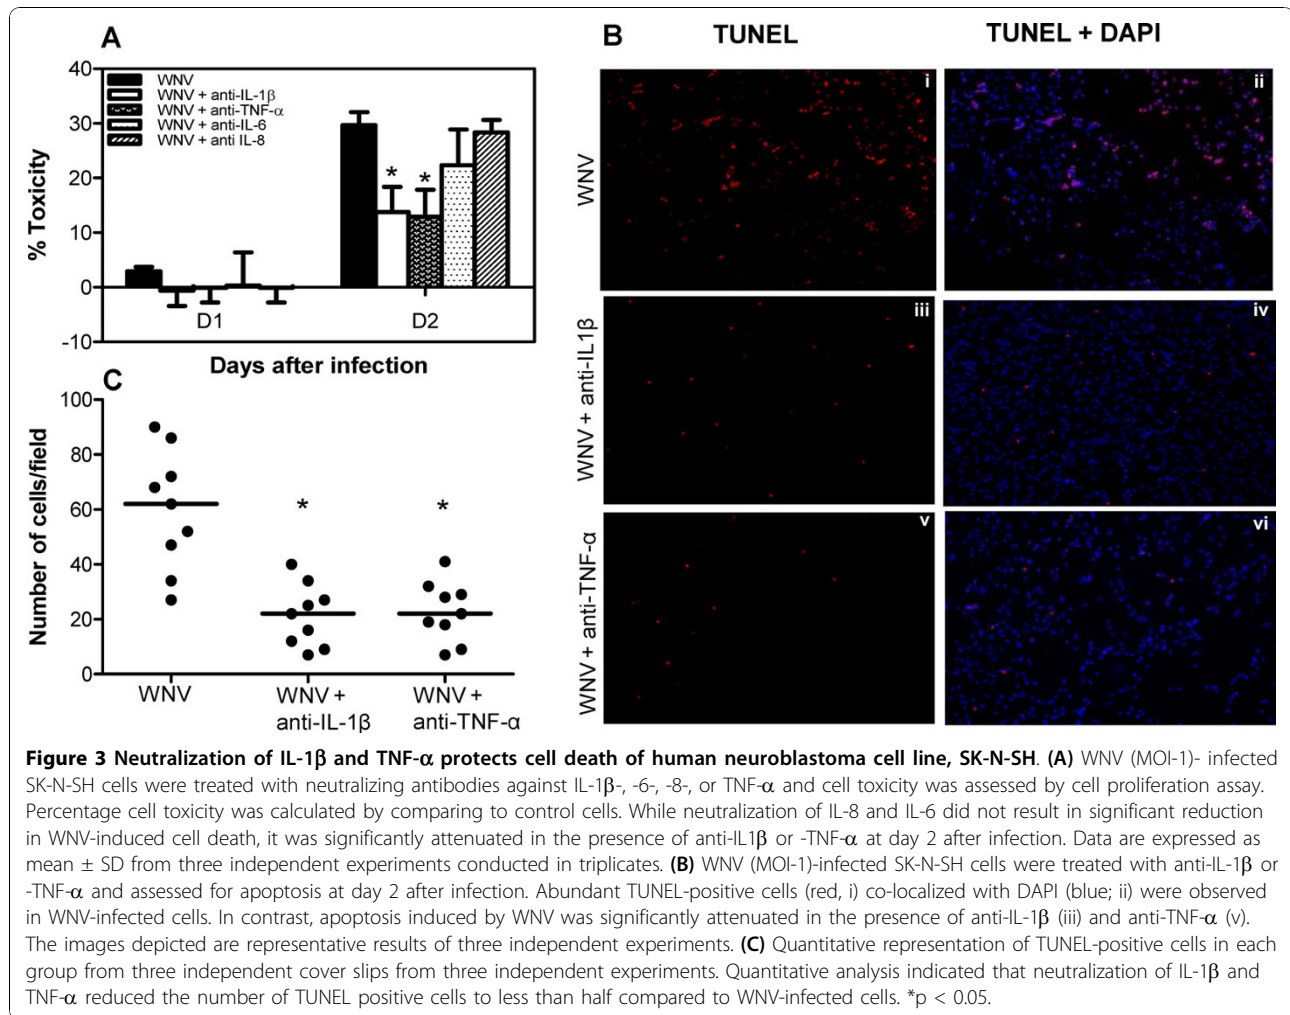 A
40
30
20
10
0
-10
% Toxicity
WNV
WNV + anti-IL-1β
WNV + anti-TNF-α
WNV + anti-IL-6
WNV + anti IL-8
* *
D1 D2
Days after infection
B
TUNEL TUNEL + DAPI
WNV
i ii
WNV + anti-IL1β
iii iv
WNV + anti-TNF-α
v vi
C
100
80
60
40
20
0
Number of cells/field
* *
WNV WNV + WNV +
anti-IL-1β anti-TNF-α
Figure 3 Neutralization of IL-1β and TNF-α protects cell death of human neuroblastoma cell line, SK-N-SH. (A) WNV (MOI-1)- infected
SK-N-SH cells were treated with neutralizing antibodies against IL-1β-, -6-, -8-, or TNF-α and cell toxicity was assessed by cell proliferation assay.
Percentage cell toxicity was calculated by comparing to control cells. While neutralization of IL-8 and IL-6 did not result in significant reduction
in WNV-induced cell death, it was significantly attenuated in the presence of anti-IL1β or -TNF-α at day 2 after infection. Data are expressed as
mean ± SD from three independent experiments conducted in triplicates. (B) WNV (MOI-1)-infected SK-N-SH cells were treated with anti-IL-1β or
-TNF-α and assessed for apoptosis at day 2 after infection. Abundant TUNEL-positive cells (red, i) co-localized with DAPI (blue; ii) were observed
in WNV-infected cells. In contrast, apoptosis induced by WNV was significantly attenuated in the presence of anti-IL-1β (iii) and anti-TNF-α (v).
The images depicted are representative results of three independent experiments. (C) Quantitative representation of TUNEL-positive cells in each
group from three independent cover slips from three independent experiments. Quantitative analysis indicated that neutralization of IL-1β and
TNF-α reduced the number of TUNEL positive cells to less than half compared to WNV-infected cells. *p < 0.05.